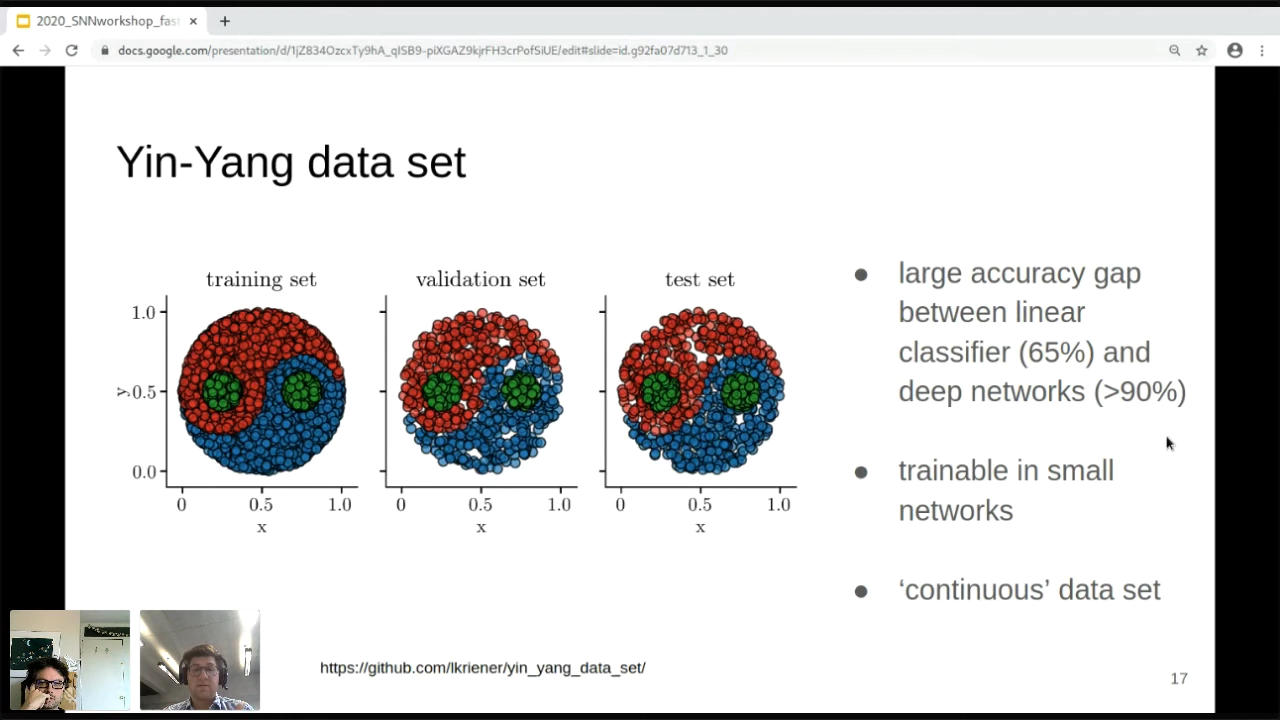 2020_SNNworkshop_fast
docs.google.com/presentation/d/1jZ834OzcxTy9hA_qISB9-piXGAZ9kjrFH3crPofSiUE/edit#slide=id.g92fa07d713_1_30
Yin-Yang data set
training set
validation set
test set
1.0
0.5
0.0
y
0
0.5
1.0
x
0
0.5
1.0
x
0
0.5
1.0
x
● large accuracy gap
between linear
classifier (65%) and
deep networks (>90%)
● trainable in small
networks
● ‘continuous’ data set
https://github.com/lkriener/yin_yang_data_set/
17